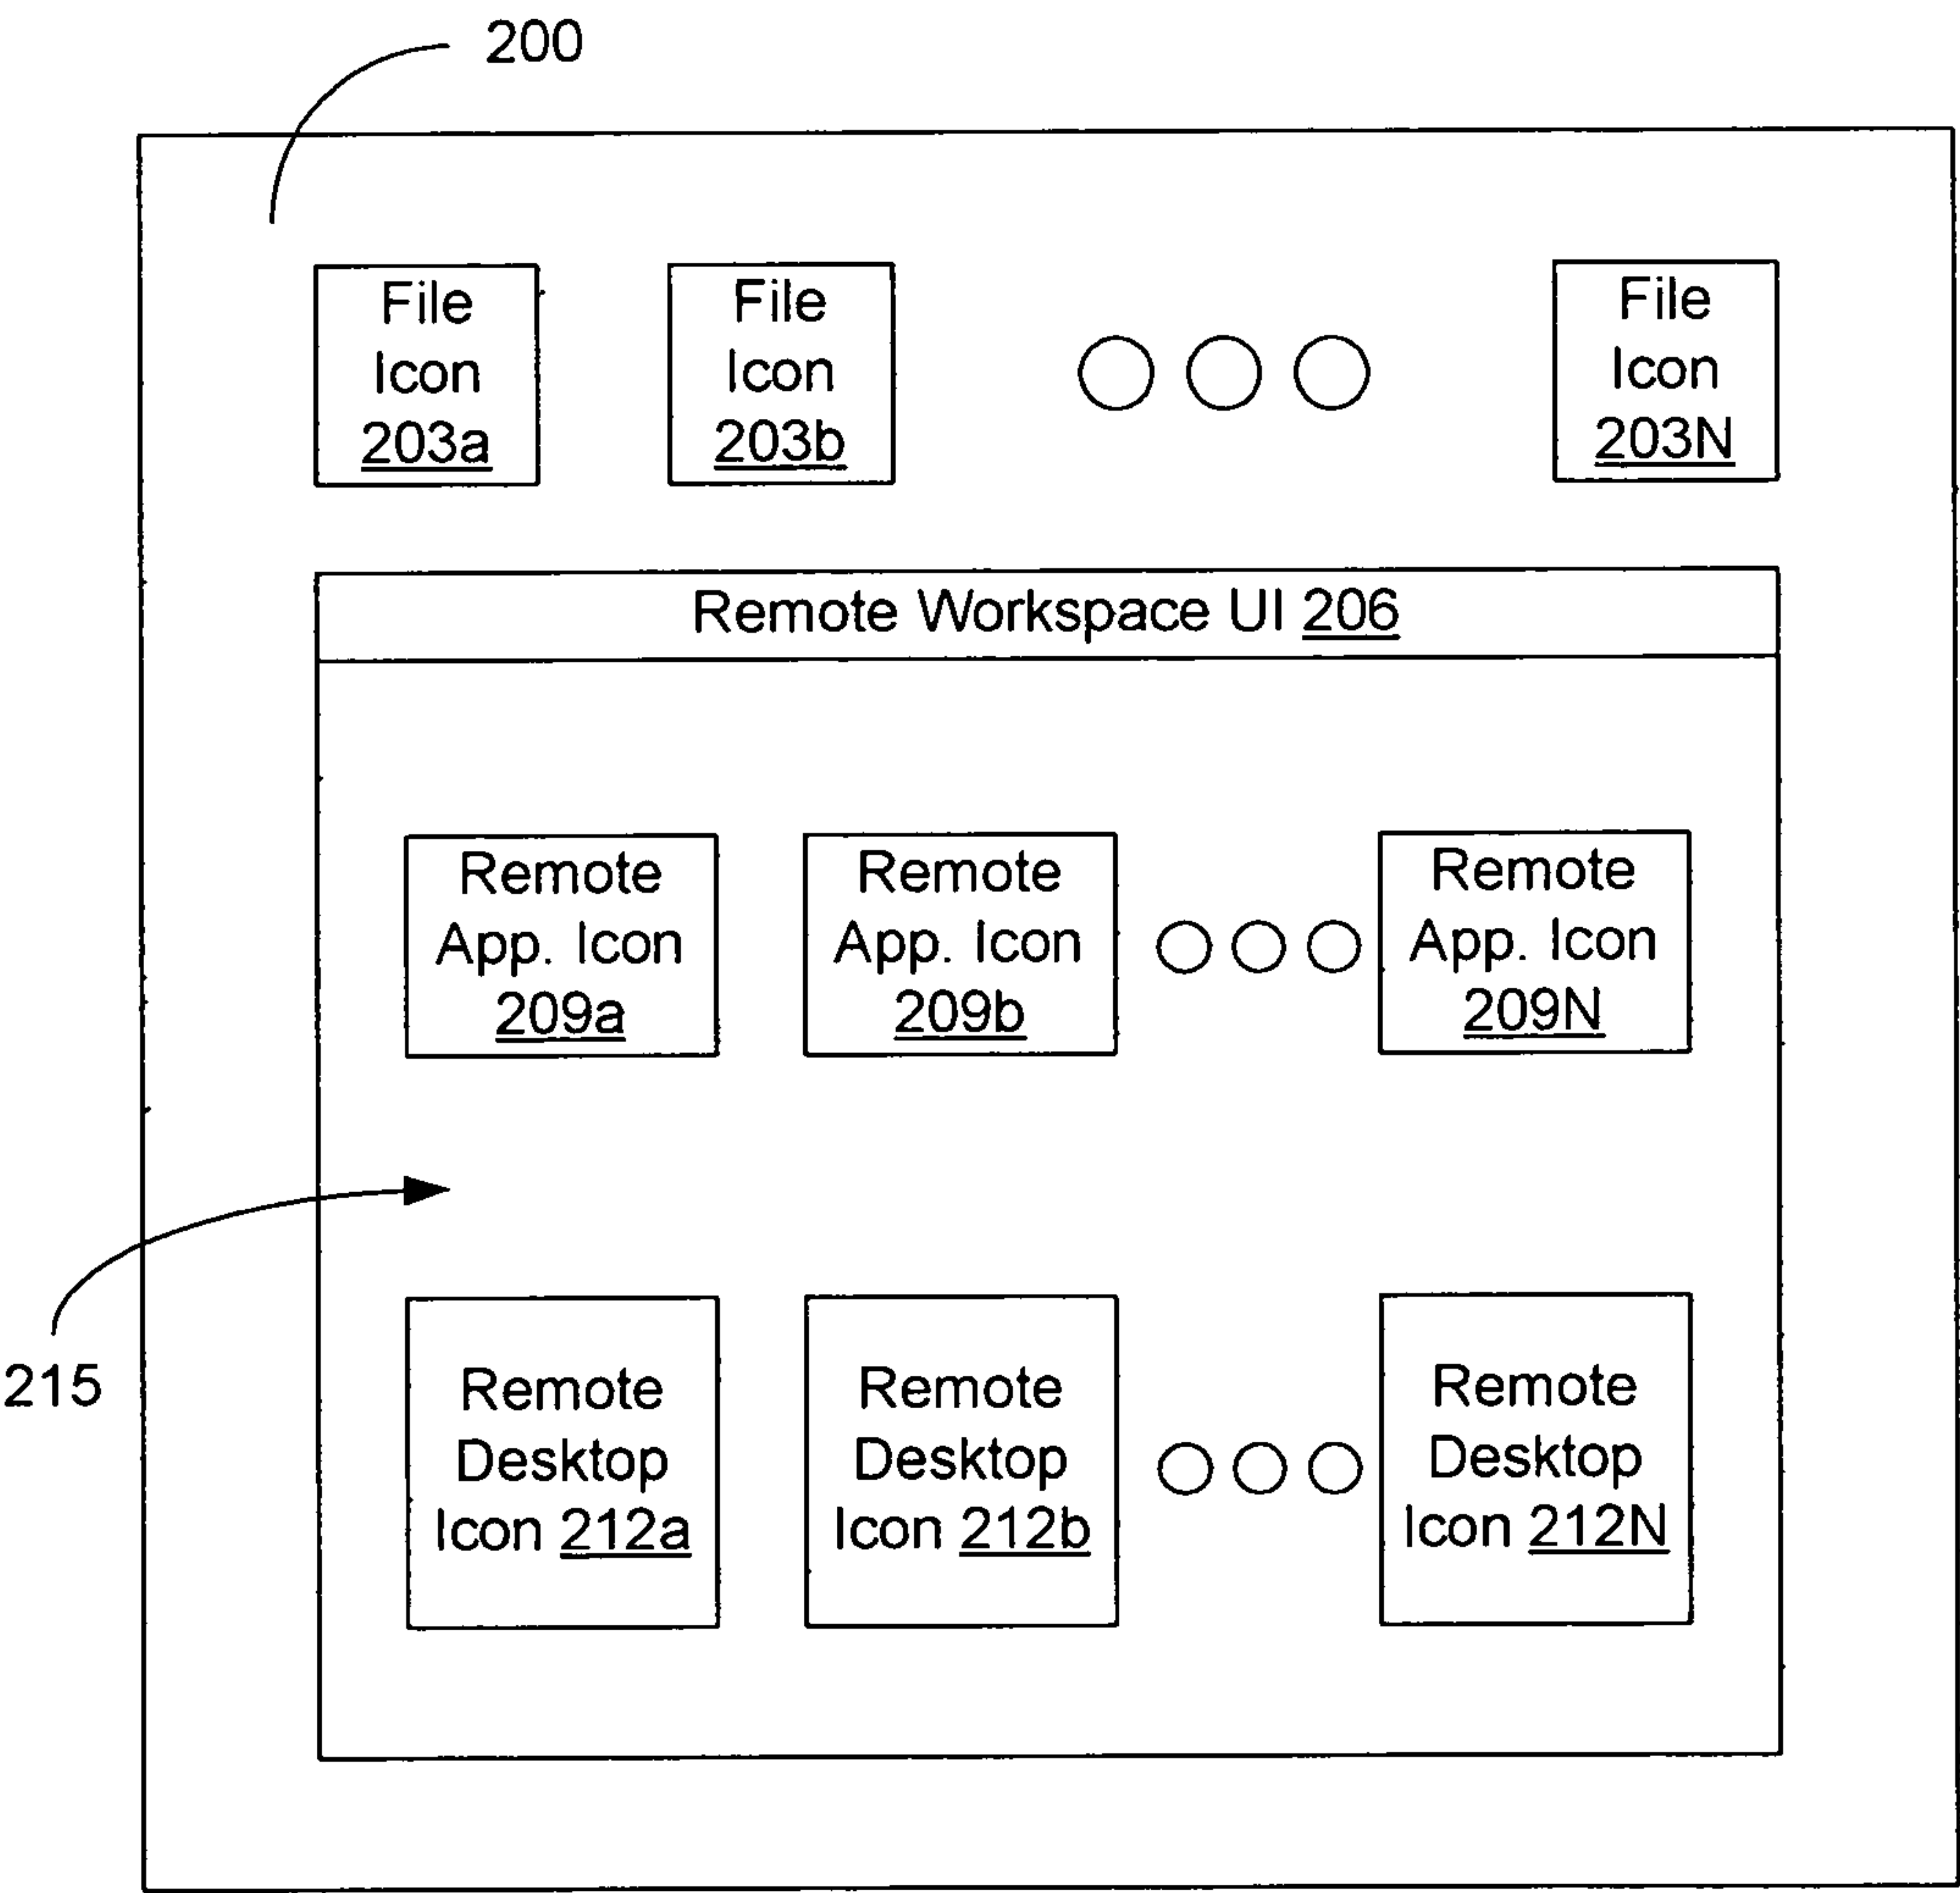 200
File
Icon
203a
File
Icon
203b
File
Icon
203N
Remote Workspace UI 206
Remote
App. Icon
209a
Remote
App. Icon
209b
Remote
App. Icon
209N
215
Remote
Desktop
Icon 212a
Remote
Desktop
Icon 212b
Remote
Desktop
Icon 212N